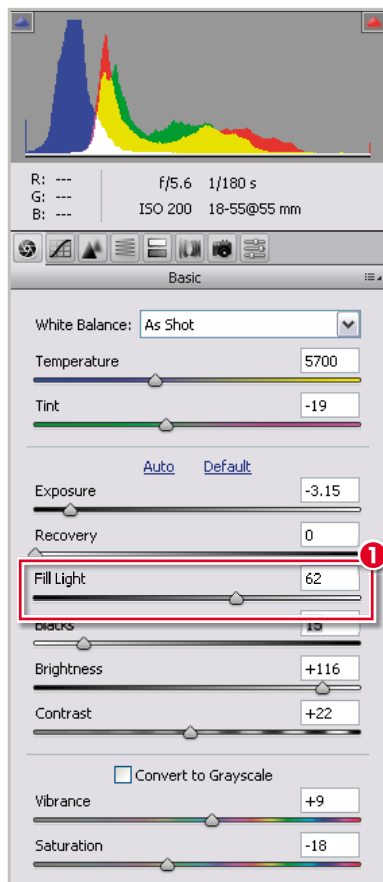 R: ---
G: ---
B: ---
f/5.6 1/180 s
ISO 200 18-55@55 mm
Basic
White Balance: As Shot
Temperature 5700
Tint -19
Auto Default
Exposure -3.15
Recovery 0
1
Fill Light 62
Blacks 15
Brightness +116
Contrast +22
Convert to Grayscale
Vibrance +9
Saturation -18